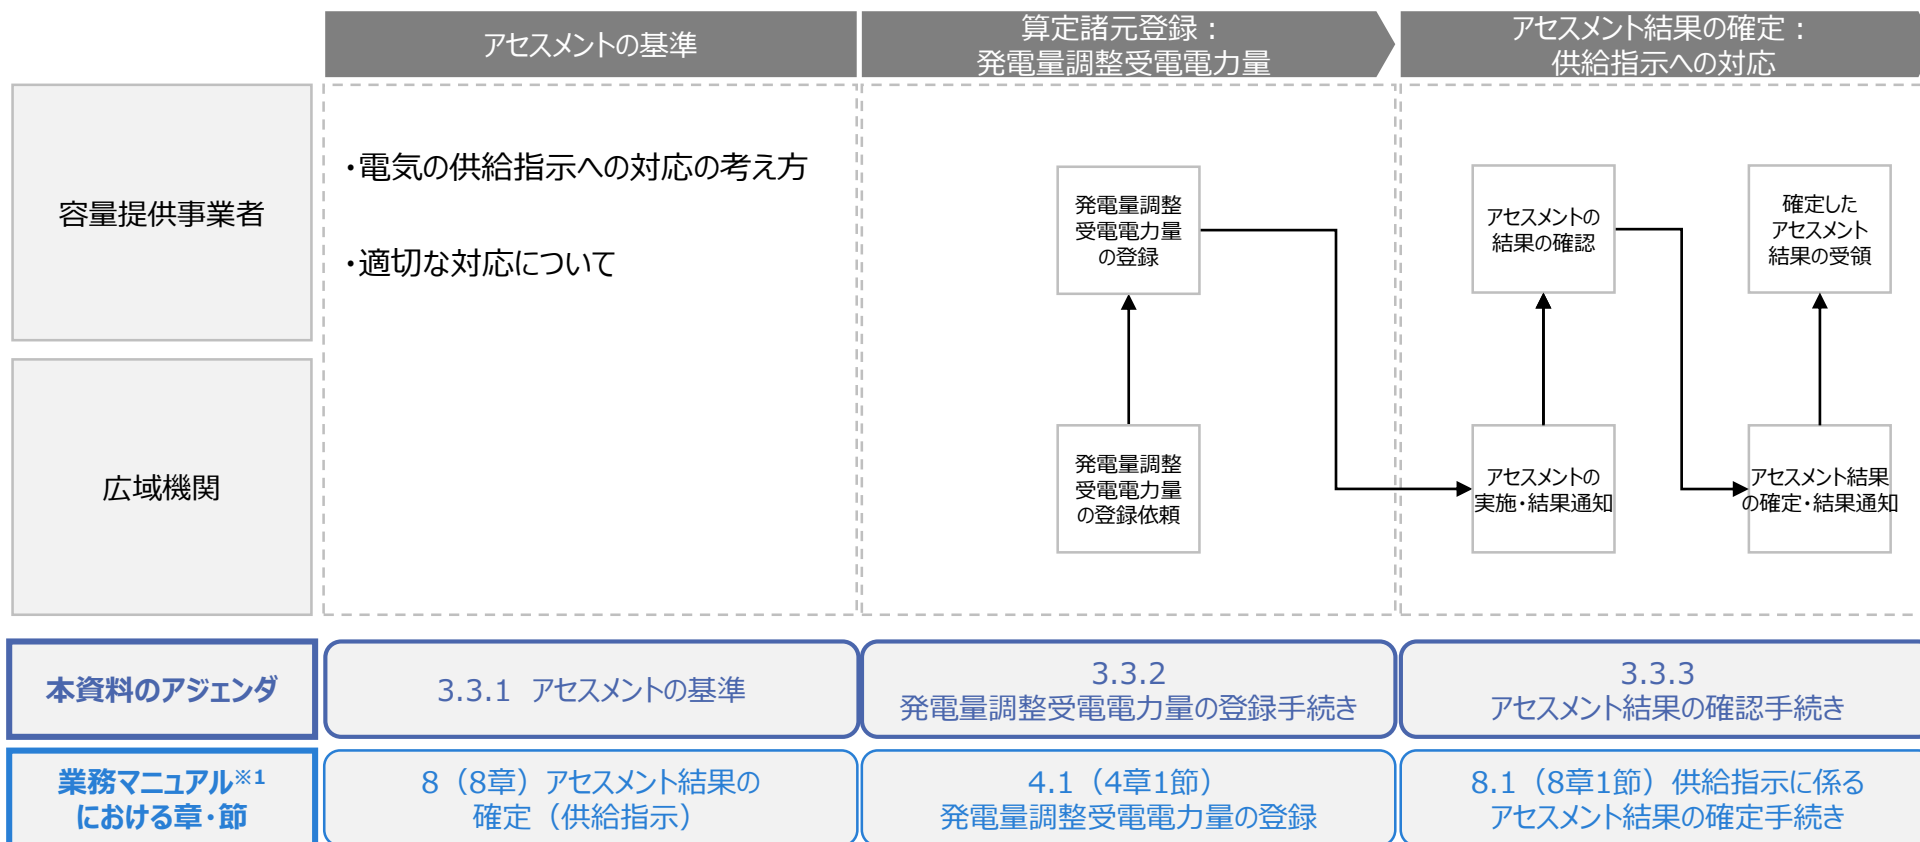 アセスメントの基準
算定諸元登録：
発電量調整受電電力量
アセスメント結果の確定：
供給指示への対応
容量提供事業者
・電気の供給指示への対応の考え方
・適切な対応について
発電量調整
受電電力量
の登録
アセスメントの
結果の確認
確定した
アセスメント
結果の受領
広域機関
発電量調整
受電電力量
の登録依頼
アセスメントの
実施・結果通知
アセスメント結果
の確定・結果通知
本資料のアジェンダ
3.3.1 アセスメントの基準
3.3.2
発電量調整受電電力量の登録手続き
3.3.3
アセスメント結果の確認手続き
業務マニュアル※1
における章・節
8（8章）アセスメント結果の
確定（供給指示）
4.1（4章1節）
発電量調整受電電力量の登録
8.1（8章1節）供給指示に係る
アセスメント結果の確定手続き